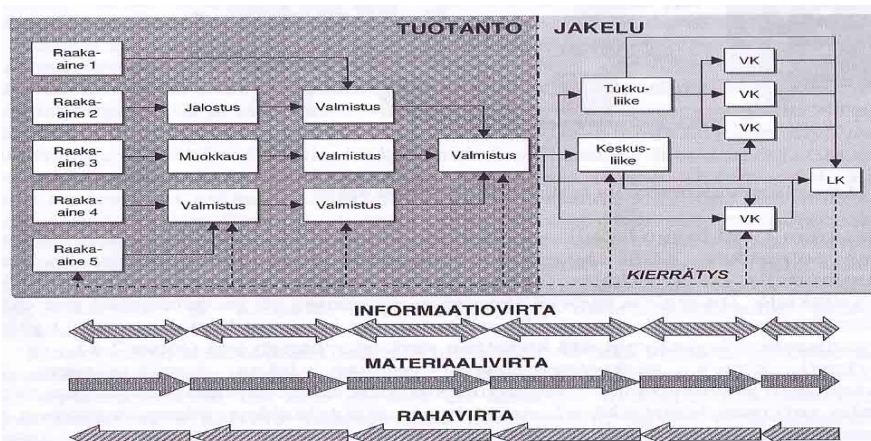 TUOTANTO
JAKELU
Raaka-
aine 1
Raaka-
aine 2
Jalostus
Valmistus
Raaka-
aine 3
Muokkaus
Valmistus
Valmistus
Raaka-
aine 4
Valmistus
Valmistus
Raaka-
aine 5
Tukku-
liike
Keskus-
liike
VK
VK
VK
VK
LK
KIERRÄTYS
INFORMAATIOVIRTA
MATERIAALIVIRTA
RAHAVIRTA